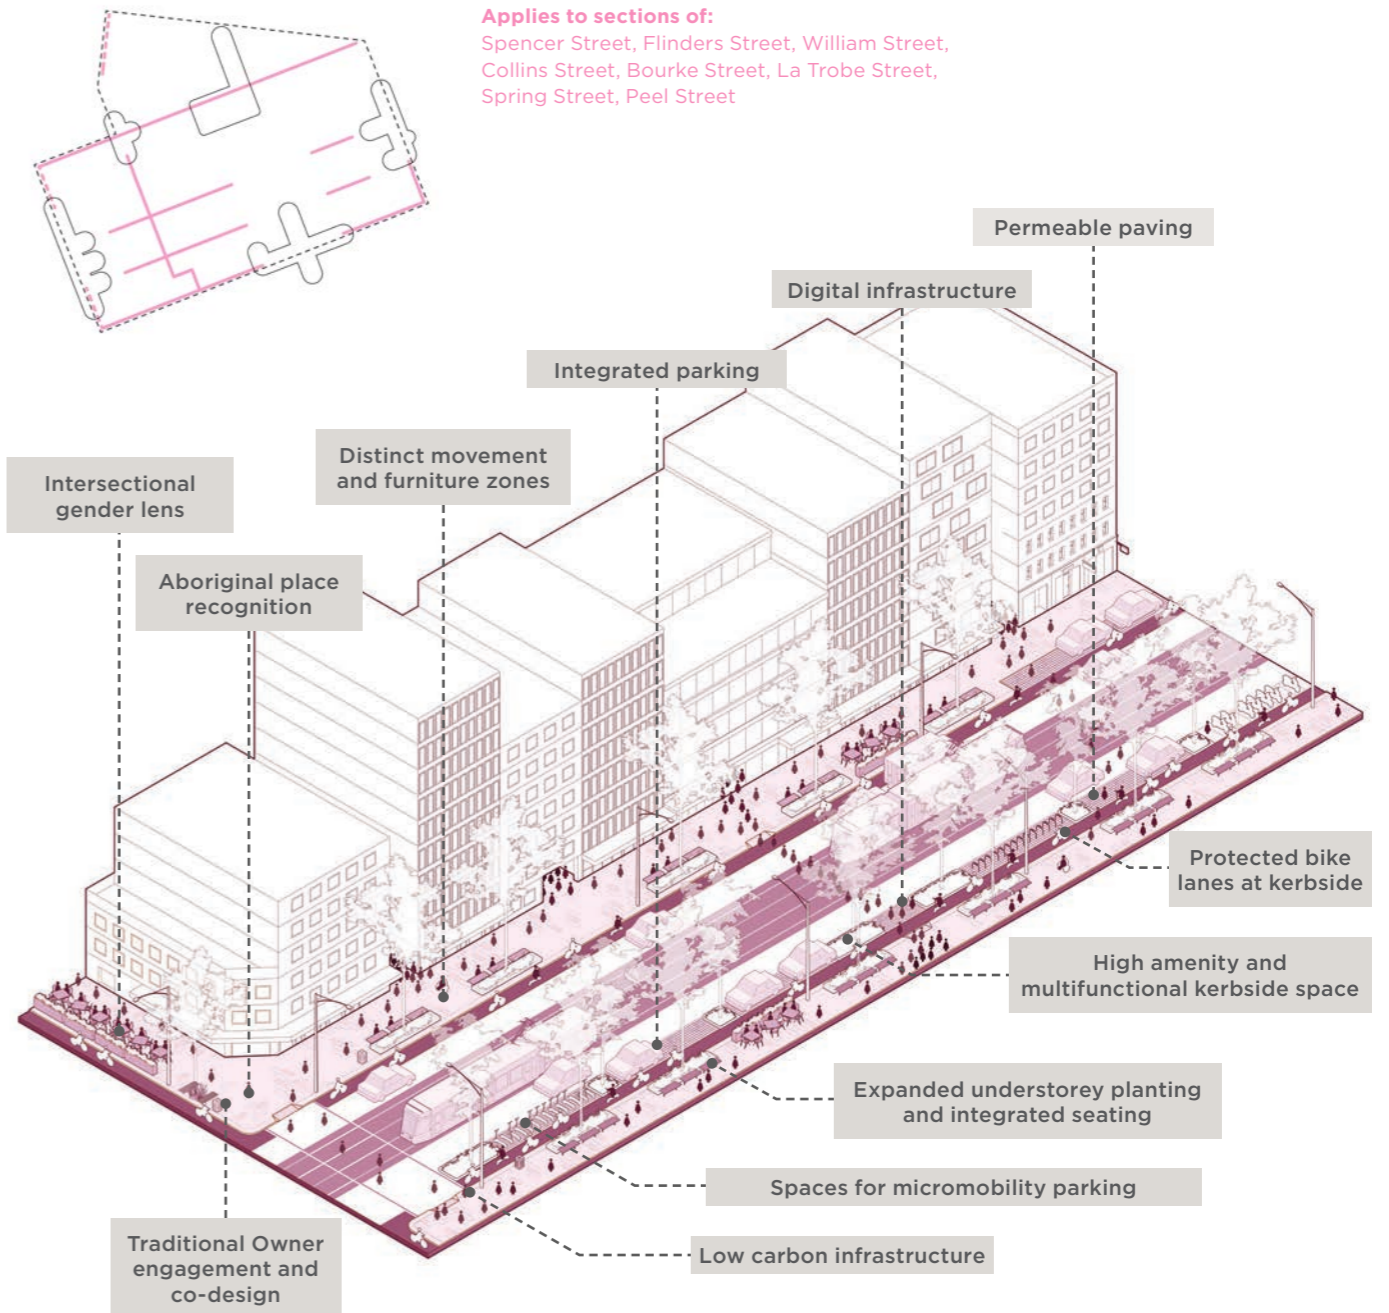 Applies to sections of:
Spencer Street, Flinders Street, William Street,
Collins Street, Bourke Street, La Trobe Street,
Spring Street, Peel Street
Permeable paving
Digital infrastructure
Integrated parking
Distinct movement
and furniture zones
Intersectional
gender lens
Aboriginal place
recognition
Protected bike
lanes at kerbside
High amenity and
multifunctional kerbside space
Expanded understorey planting
and integrated seating
Spaces for micromobility parking
Low carbon infrastructure
Traditional Owner
engagement and
co-design